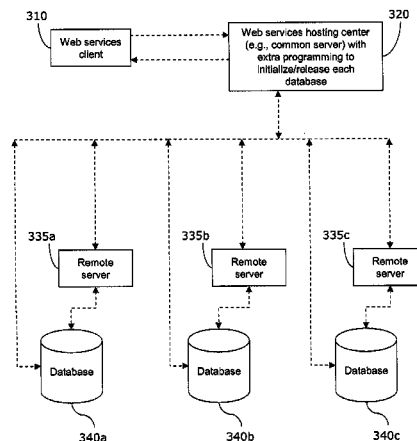 310
320
Web services
client
Web services hosting center
(e.g., common server) with
extra programming to
initialize/release each
database
335a
335b
335c
Remote
server
Remote
server
Remote
server
Database
Database
Database
340a
340b
340c